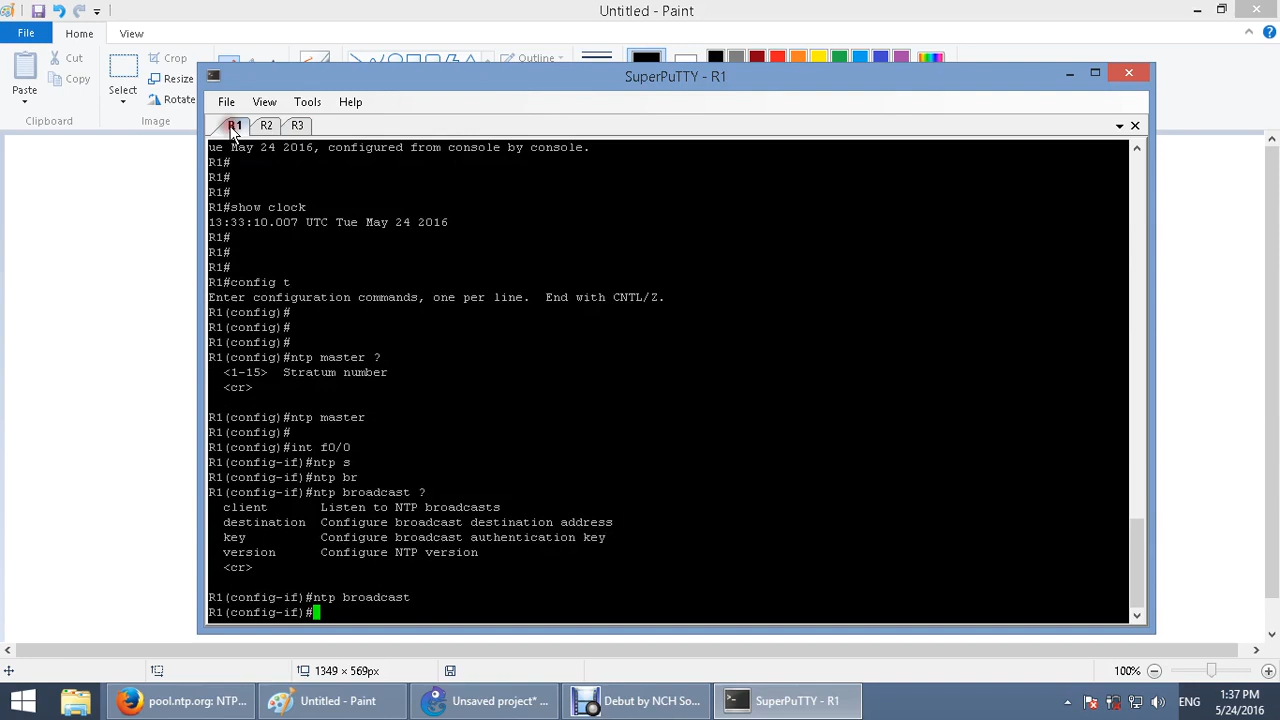 Untitled - Paint
File
Home
View
Paste
Cut
Copy
Clipboard
Select
Crop
Resize
Rotate
Image
Outline
SuperPuTTY - R1
File
View
Tools
Help
R1
R2
R3
ue May 24 2016, configured from console by console.
R1#
R1#
R1#
R1#show clock
13:33:10.007 UTC Tue May 24 2016
R1#
R1#
R1#
R1#config t
Enter configuration commands, one per line.  End with CNTL/Z.
R1(config)#
R1(config)#
R1(config)#
R1(config)#ntp master ?
<1-15>  Stratum number
<cr>
R1(config)#ntp master
R1(config)#
R1(config)#int f0/0
R1(config-if)#ntp s
R1(config-if)#ntp br
R1(config-if)#ntp broadcast ?
client       Listen to NTP broadcasts
destination  Configure broadcast destination address
key          Configure broadcast authentication key
version      Configure NTP version
<cr>
R1(config-if)#ntp broadcast
R1(config-if)#
1349 × 569px
100%
pool.ntp.org: NTP...
Untitled - Paint
Unsaved project*...
Debut by NCH So...
SuperPuTTY - R1
ENG
1:37 PM
5/24/2016